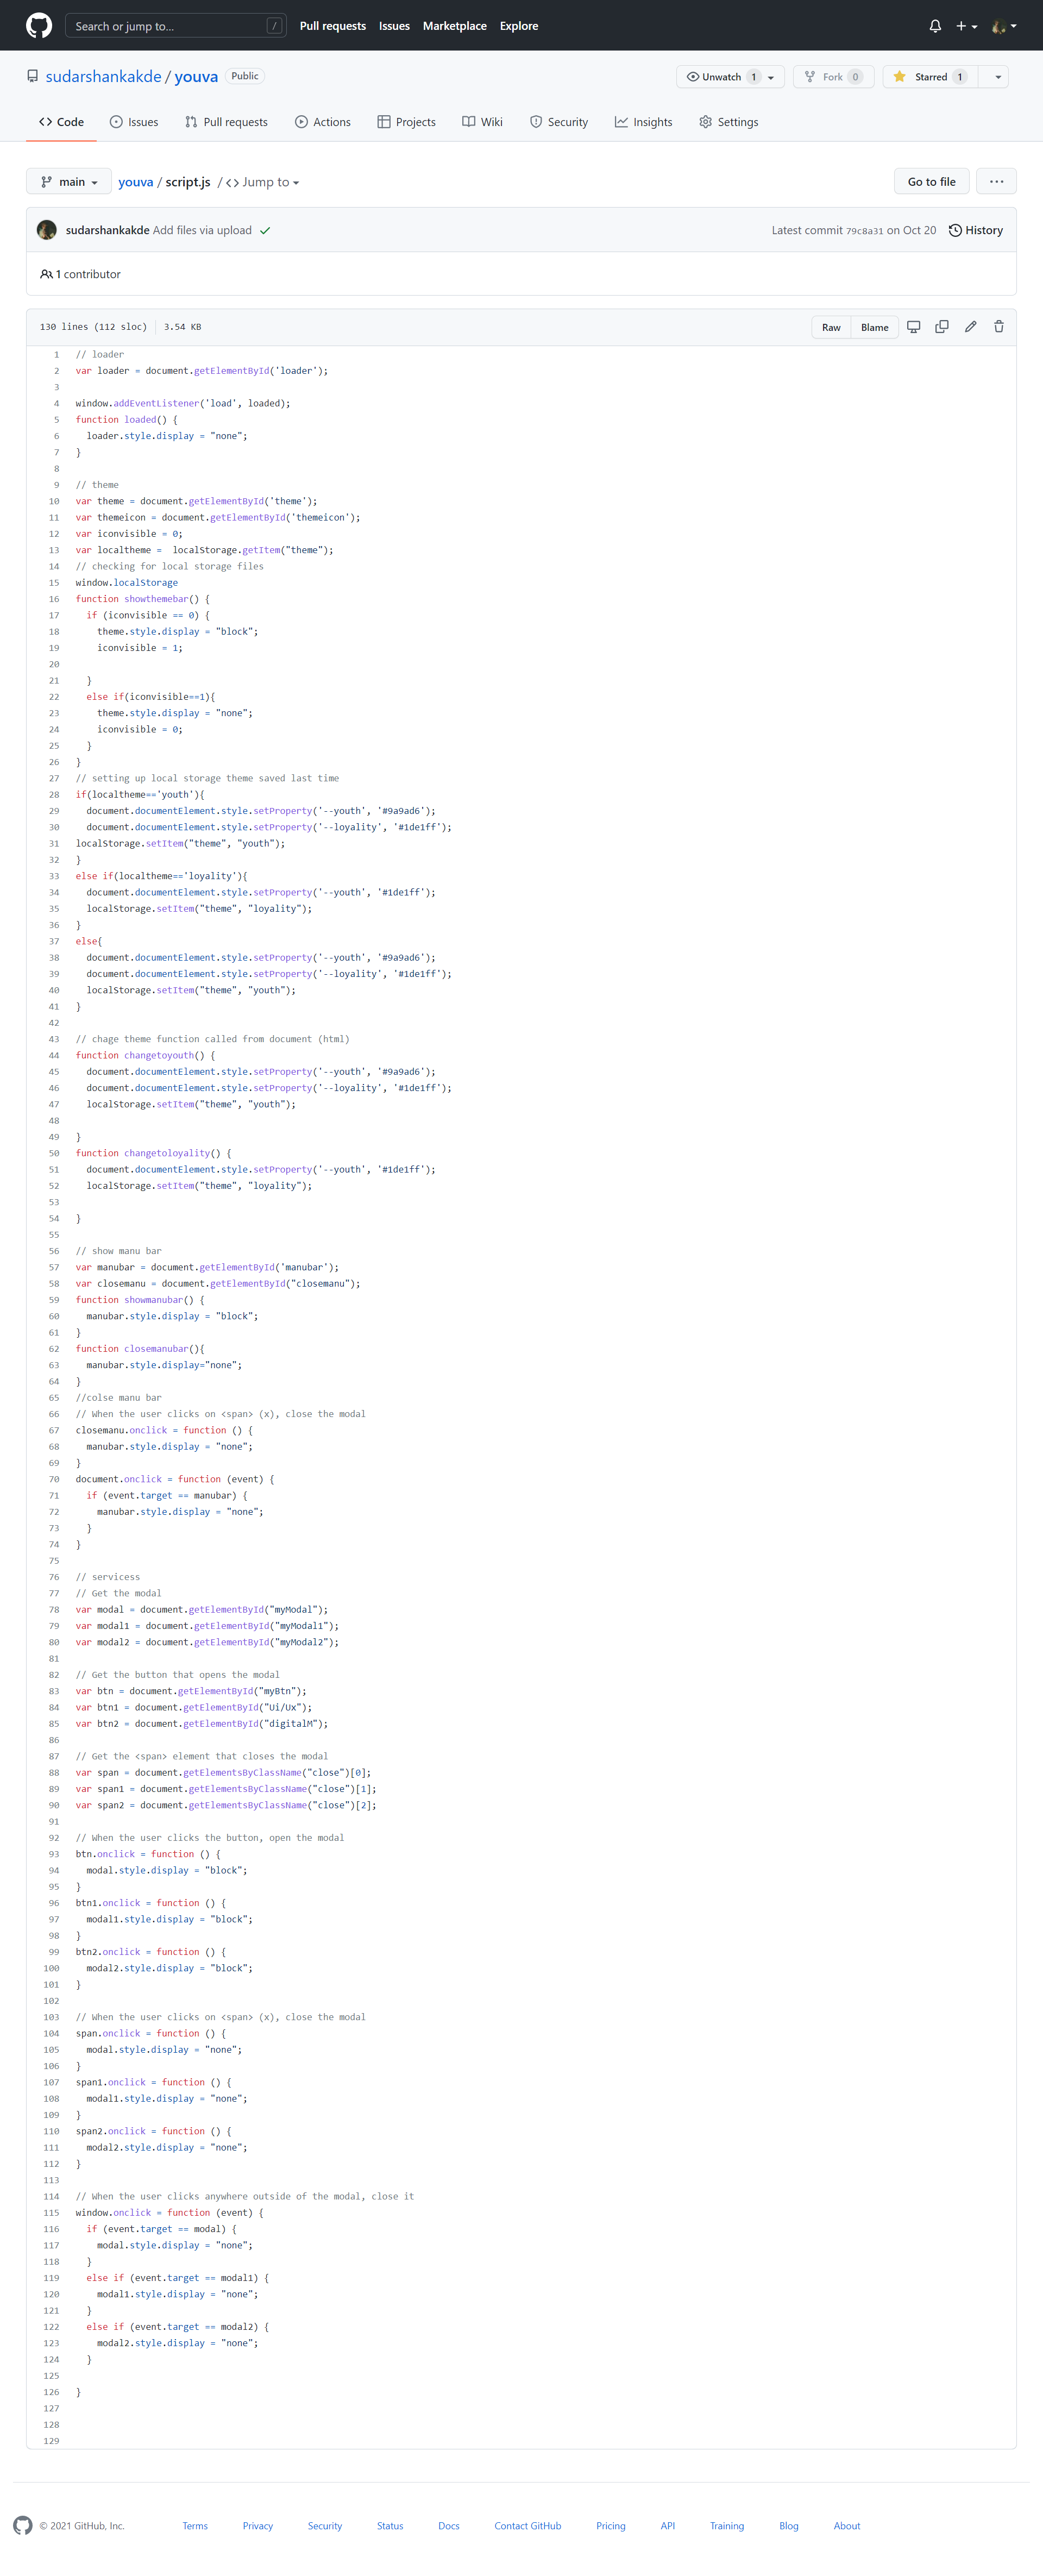 Search or jump to... / Pull requests Issues Marketplace Explore
sudarshankakde / youva Public Unwatch 1 Fork 0 Starred 1
Code Issues Pull requests Actions Projects Wiki Security Insights Settings
main youva / script.js / Jump to Go to file ...
sudarshankakde Add files via upload Latest commit 79c8a31 on Oct 20 History
1 contributor
130 lines (112 sloc) 3.54 KB Raw Blame
1 // loader
2 var loader = document.getElementById('loader');
3
4 window.addEventListener('load', loaded);
5 function loaded() {
6   loader.style.display = "none";
7 }
8
9 // theme
10 var theme = document.getElementById('theme');
11 var themeicon = document.getElementById('themeicon');
12 var iconvisible = 0;
13 var localtheme =  localStorage.getItem("theme");
14 // checking for local storage files
15 window.localStorage
16 function showthemebar() {
17   if (iconvisible == 0) {
18     theme.style.display = "block";
19     iconvisible = 1;
20
21   }
22   else if(iconvisible==1){
23     theme.style.display = "none";
24     iconvisible = 0;
25   }
26 }
27 // setting up local storage theme saved last time
28 if(localtheme=='youth'){
29   document.documentElement.style.setProperty('--youth', '#9a9ad6');
30   document.documentElement.style.setProperty('--loyality', '#1de1ff');
31 localStorage.setItem("theme", "youth");
32 }
33 else if(localtheme=='loyality'){
34   document.documentElement.style.setProperty('--youth', '#1de1ff');
35   localStorage.setItem("theme", "loyality");
36 }
37 else{
38   document.documentElement.style.setProperty('--youth', '#9a9ad6');
39   document.documentElement.style.setProperty('--loyality', '#1de1ff');
40   localStorage.setItem("theme", "youth");
41 }
42
43 // chage theme function called from document (html)
44 function changetoyouth() {
45   document.documentElement.style.setProperty('--youth', '#9a9ad6');
46   document.documentElement.style.setProperty('--loyality', '#1de1ff');
47   localStorage.setItem("theme", "youth");
48
49 }
50 function changetoloyality() {
51   document.documentElement.style.setProperty('--youth', '#1de1ff');
52   localStorage.setItem("theme", "loyality");
53
54 }
55
56 // show manu bar
57 var manubar = document.getElementById('manubar');
58 var closemanu = document.getElementById("closemanu");
59 function showmanubar() {
60   manubar.style.display = "block";
61 }
62 function closemanubar(){
63   manubar.style.display="none";
64 }
65 //colse manu bar
66 // When the user clicks on <span> (x), close the modal
67 closemanu.onclick = function () {
68   manubar.style.display = "none";
69 }
70 document.onclick = function (event) {
71   if (event.target == manubar) {
72     manubar.style.display = "none";
73   }
74 }
75
76 // servicess
77 // Get the modal
78 var modal = document.getElementById("myModal");
79 var modal1 = document.getElementById("myModal1");
80 var modal2 = document.getElementById("myModal2");
81
82 // Get the button that opens the modal
83 var btn = document.getElementById("myBtn");
84 var btn1 = document.getElementById("Ui/Ux");
85 var btn2 = document.getElementById("digitalM");
86
87 // Get the <span> element that closes the modal
88 var span = document.getElementsByClassName("close")[0];
89 var span1 = document.getElementsByClassName("close")[1];
90 var span2 = document.getElementsByClassName("close")[2];
91
92 // When the user clicks the button, open the modal
93 btn.onclick = function () {
94   modal.style.display = "block";
95 }
96 btn1.onclick = function () {
97   modal1.style.display = "block";
98 }
99 btn2.onclick = function () {
100   modal2.style.display = "block";
101 }
102
103 // When the user clicks on <span> (x), close the modal
104 span.onclick = function () {
105   modal.style.display = "none";
106 }
107 span1.onclick = function () {
108   modal1.style.display = "none";
109 }
110 span2.onclick = function () {
111   modal2.style.display = "none";
112 }
113
114 // When the user clicks anywhere outside of the modal, close it
115 window.onclick = function (event) {
116   if (event.target == modal) {
117     modal.style.display = "none";
118   }
119   else if (event.target == modal1) {
120     modal1.style.display = "none";
121   }
122   else if (event.target == modal2) {
123     modal2.style.display = "none";
124   }
125
126 }
127
128
129
© 2021 GitHub, Inc. Terms Privacy Security Status Docs Contact GitHub Pricing API Training Blog About